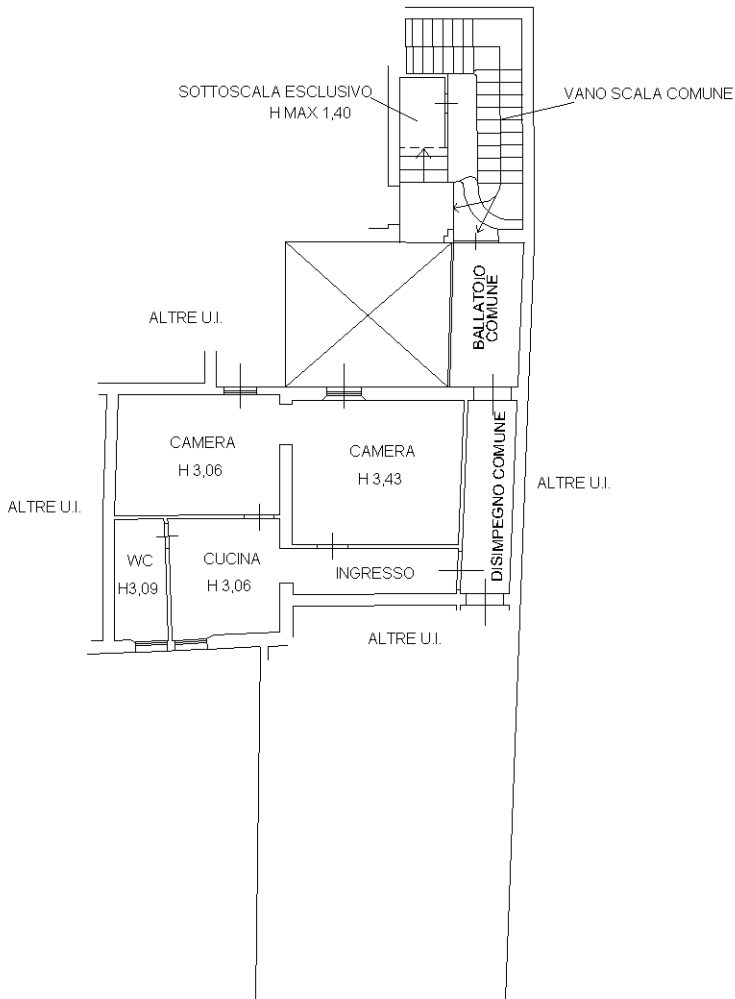 SOTTOSCALA ESCLUSIVO
H MAX 1,40
VANO SCALA COMUNE
BALLATOIO
COMUNE
ALTRE U.I.
CAMERA
H 3,06
CAMERA
H 3,43
DISIMPEGNO COMUNE
ALTRE U.I.
ALTRE U.I.
WC
H3,09
CUCINA
H 3,06
INGRESSO
ALTRE U.I.